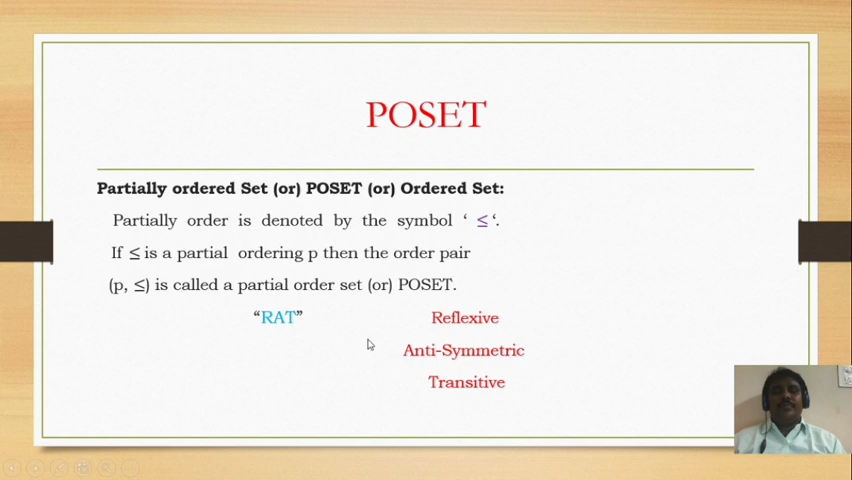 POSET
Partially ordered Set (or) POSET (or) Ordered Set:
Partially order is denoted by the symbol ‘ ≤‘.
If ≤ is a partial ordering p then the order pair
(p, ≤) is called a partial order set (or) POSET.
“RAT” Reflexive
Anti-Symmetric
Transitive